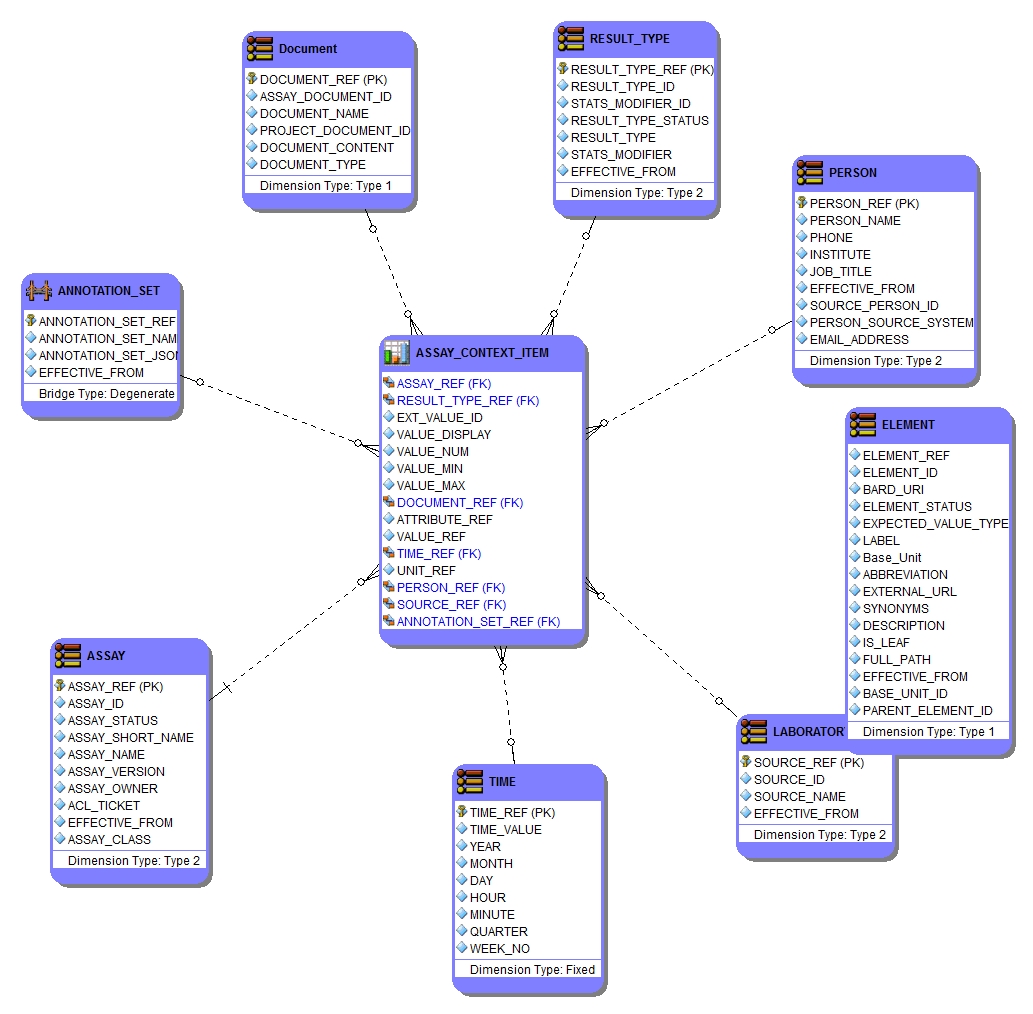 Document
DOCUMENT_REF (PK)
ASSAY_DOCUMENT_ID
DOCUMENT_NAME
PROJECT_DOCUMENT_ID
DOCUMENT_CONTENT
DOCUMENT_TYPE
Dimension Type: Type 1
RESULT_TYPE
RESULT_TYPE_REF (PK)
RESULT_TYPE_ID
STATS_MODIFIER_ID
RESULT_TYPE_STATUS
RESULT_TYPE
STATS_MODIFIER
EFFECTIVE_FROM
Dimension Type: Type 2
PERSON
PERSON_REF (PK)
PERSON_NAME
PHONE
INSTITUTE
JOB_TITLE
EFFECTIVE_FROM
SOURCE_PERSON_ID
PERSON_SOURCE_SYSTEM
EMAIL_ADDRESS
Dimension Type: Type 2
ANNOTATION_SET
ANNOTATION_SET_REF
ANNOTATION_SET_NAM
ANNOTATION_SET_JSO
EFFECTIVE_FROM
Bridge Type: Degenerate
ASSAY_CONTEXT_ITEM
ASSAY_REF (FK)
RESULT_TYPE_REF (FK)
EXT_VALUE_ID
VALUE_DISPLAY
VALUE_NUM
VALUE_MIN
VALUE_MAX
DOCUMENT_REF (FK)
ATTRIBUTE_REF
VALUE_REF
TIME_REF (FK)
UNIT_REF
PERSON_REF (FK)
SOURCE_REF (FK)
ANNOTATION_SET_REF (FK)
ELEMENT
ELEMENT_REF
ELEMENT_ID
BARD_URI
ELEMENT_STATUS
EXPECTED_VALUE_TYPE
LABEL
Base_Unit
ABBREVIATION
EXTERNAL_URL
SYNONYMS
DESCRIPTION
IS_LEAF
FULL_PATH
EFFECTIVE_FROM
BASE_UNIT_ID
PARENT_ELEMENT_ID
Dimension Type: Type 1
ASSAY
ASSAY_REF (PK)
ASSAY_ID
ASSAY_STATUS
ASSAY_SHORT_NAME
ASSAY_NAME
ASSAY_VERSION
ASSAY_OWNER
ACL_TICKET
EFFECTIVE_FROM
ASSAY_CLASS
Dimension Type: Type 2
LABORATOR
SOURCE_REF (PK)
SOURCE_ID
SOURCE_NAME
EFFECTIVE_FROM
Dimension Type: Type 2
TIME
TIME_REF (PK)
TIME_VALUE
YEAR
MONTH
DAY
HOUR
MINUTE
QUARTER
WEEK_NO
Dimension Type: Fixed